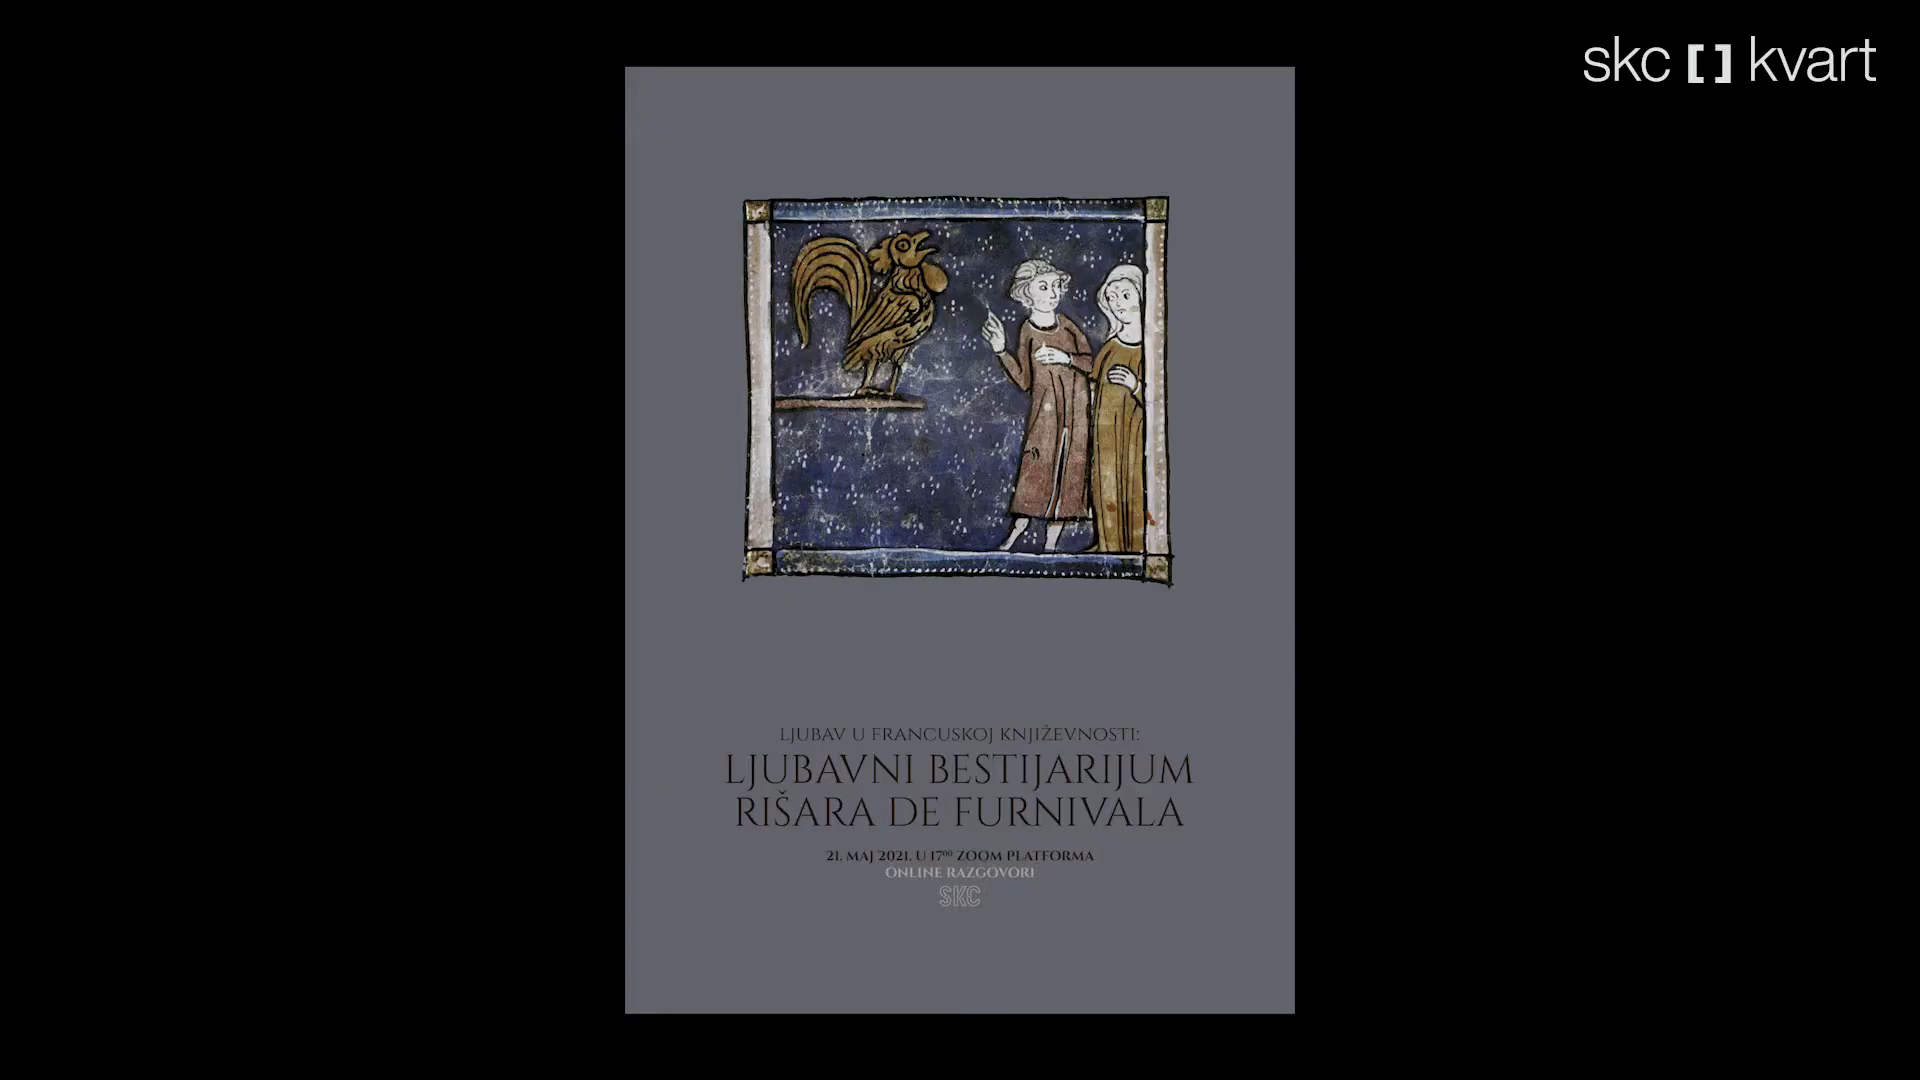 skc [ ] kvart
LJUBAV U FRANCUSKOJ KNJIŽEVNOSTI:
LJUBAVNI BESTIJARIJUM
RIŠARA DE FURNIVALA
21. MAJ 2021. U 17⁰⁰ ZOOM PLATFORMA
ONLINE RAZGOVORI
SKC